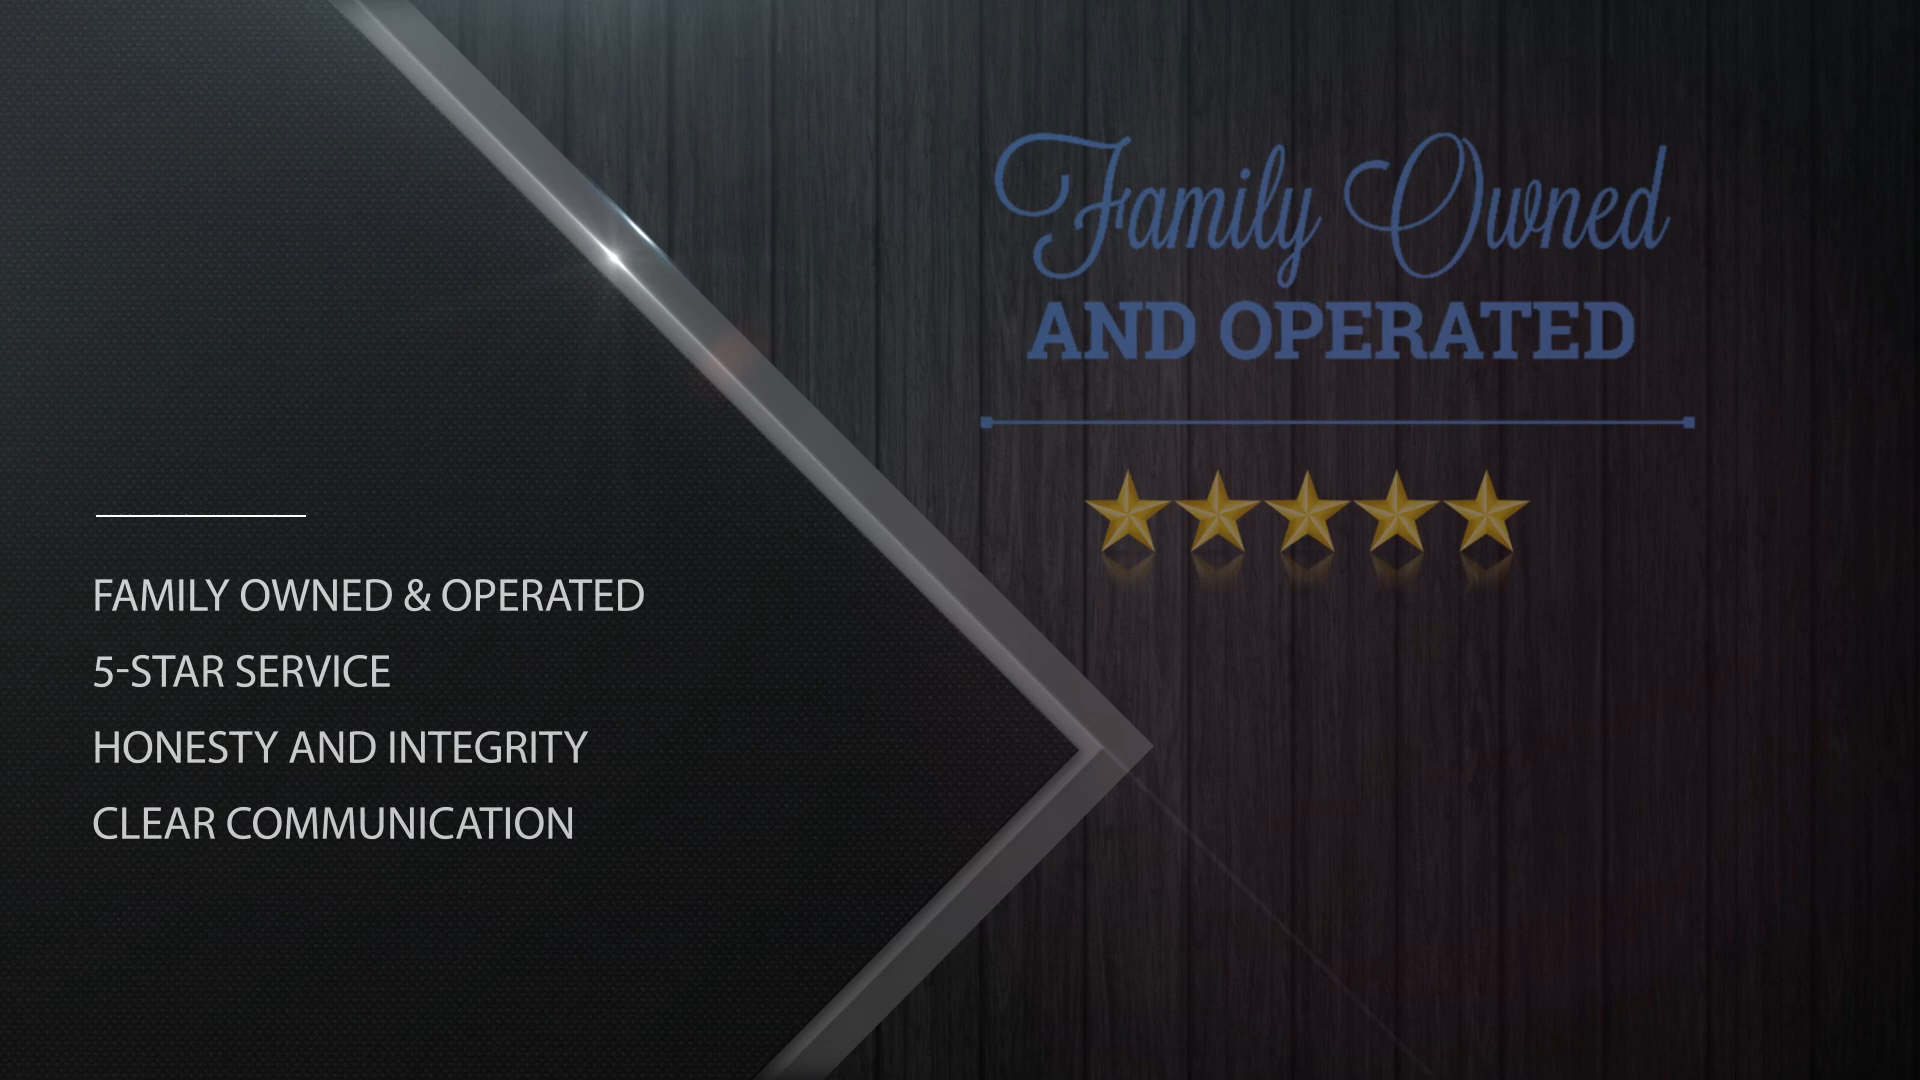 Family Owned
AND OPERATED
FAMILY OWNED & OPERATED
5-STAR SERVICE
HONESTY AND INTEGRITY
CLEAR COMMUNICATION